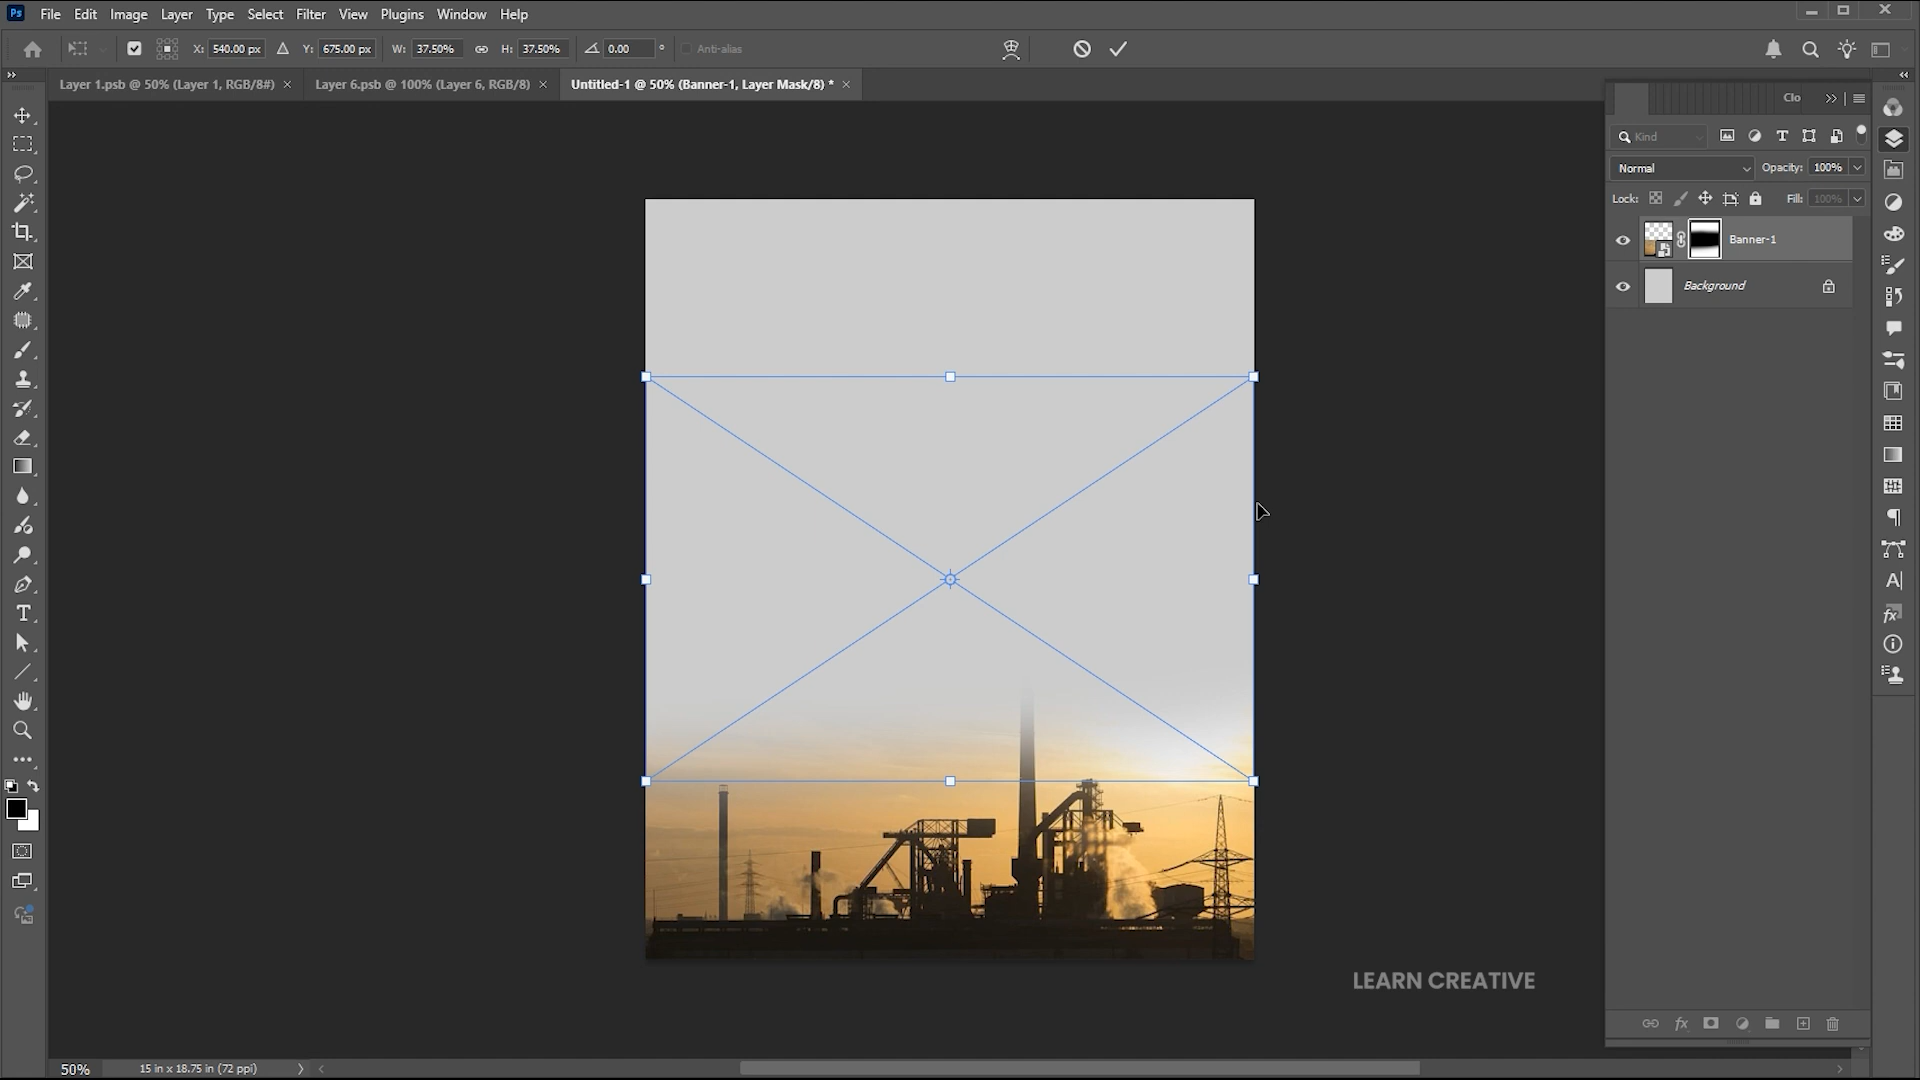 Ps File Edit Image Layer Type Select Filter View Plugins Window Help
X: 540.00 px Y: 675.00 px W: 37.50% H: 37.50% 0.00 ° Anti-alias
Layer 1.psb @ 50% (Layer 1, RGB/8#) × Layer 6.psb @ 100% (Layer 6, RGB/8) × Untitled-1 @ 50% (Banner-1, Layer Mask/8) * ×
Clo
Kind
Normal Opacity: 100%
Lock: Fill: 100%
Banner-1
Background
LEARN CREATIVE
50% 15 in x 18.75 in (72 ppi)